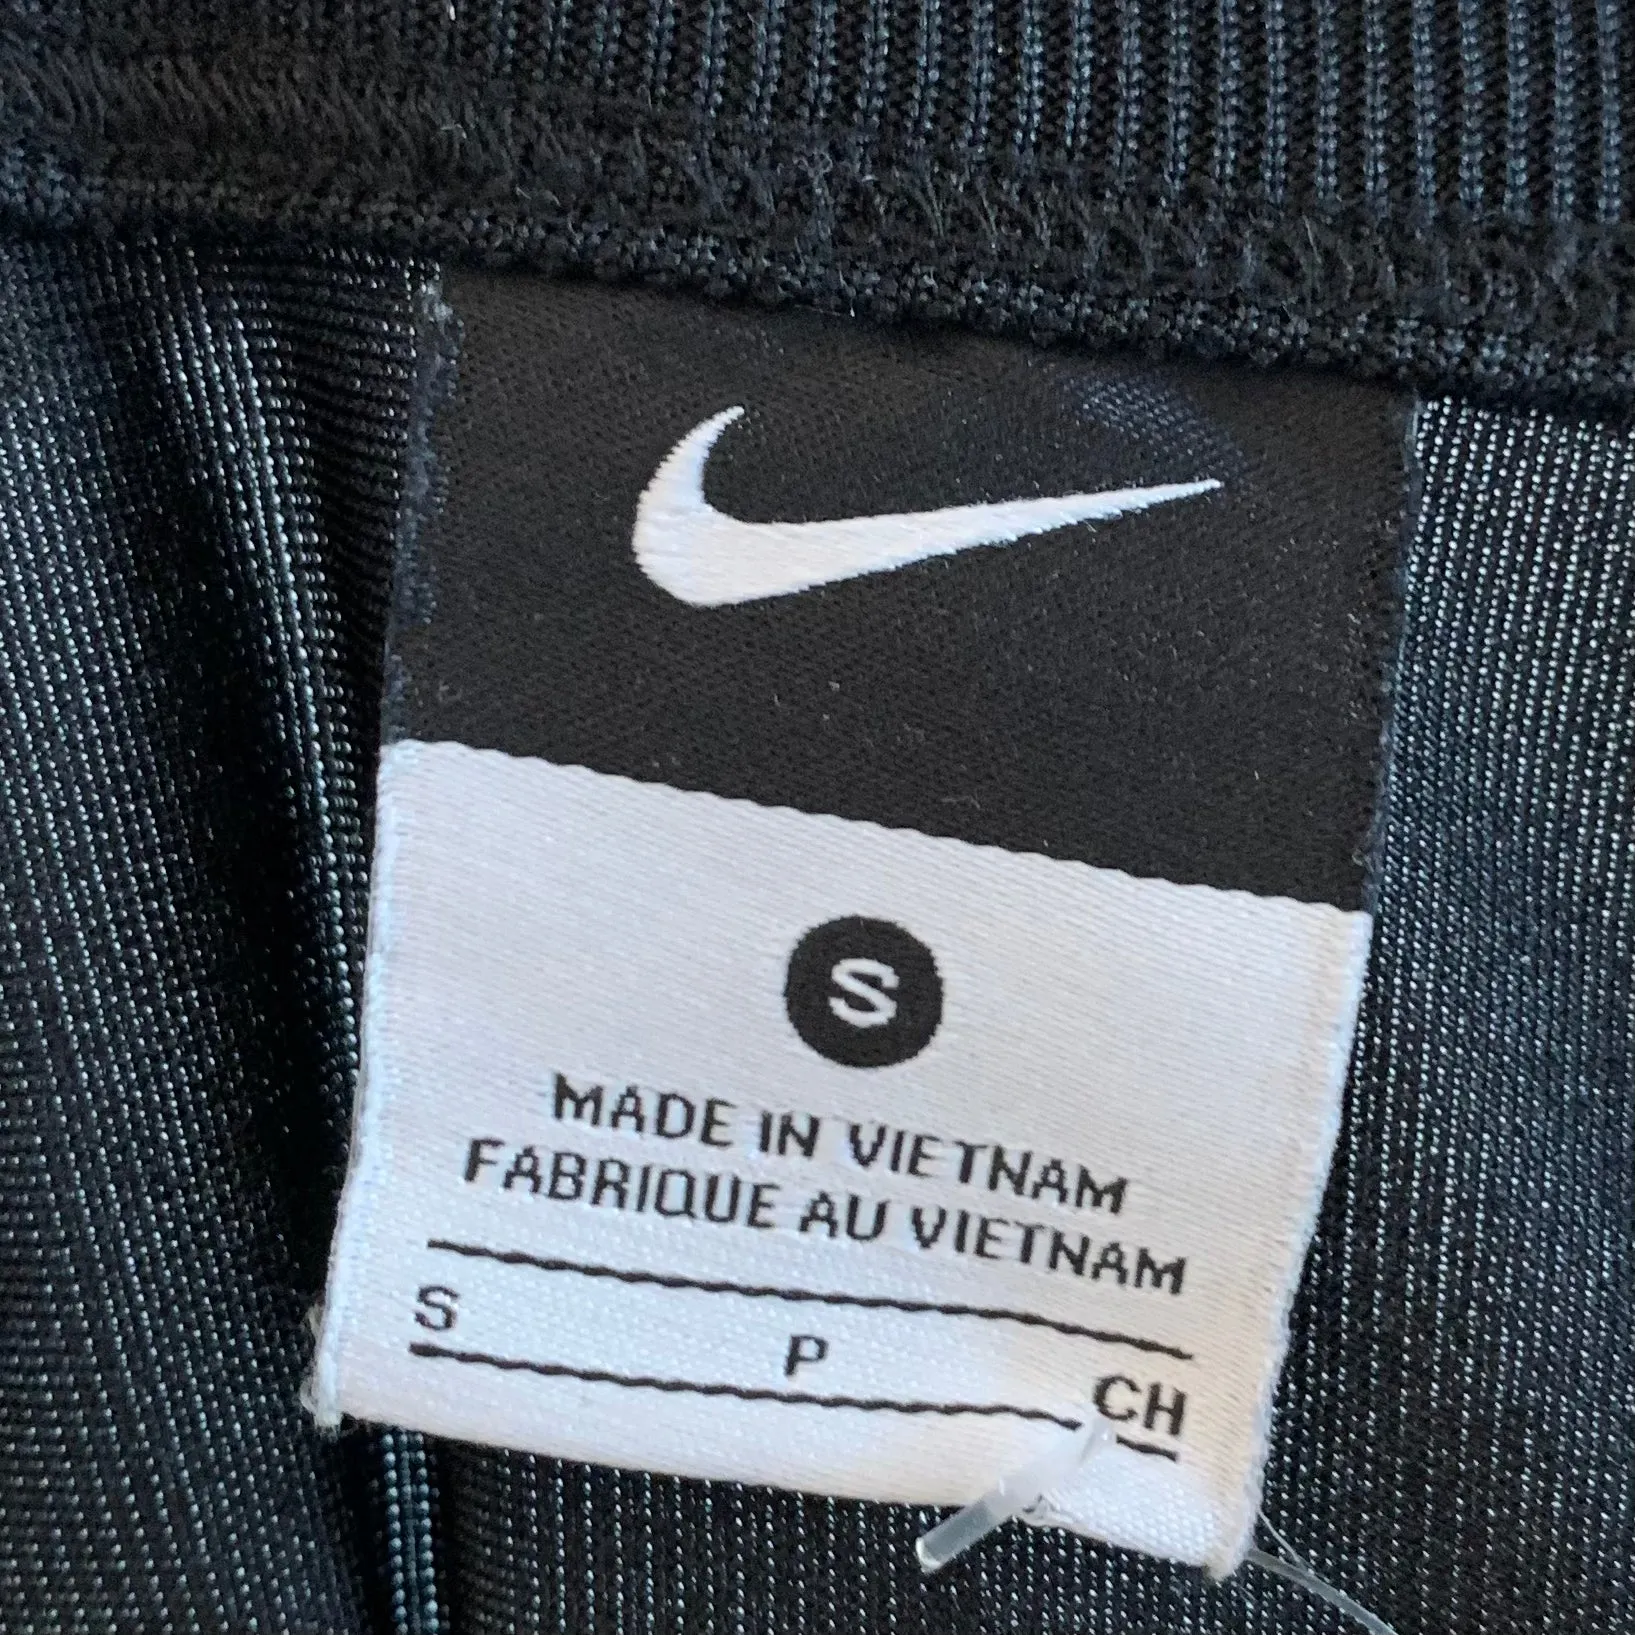 S
MADE IN VIETNAM
FABRIQUE AU VIETNAM
S P CH